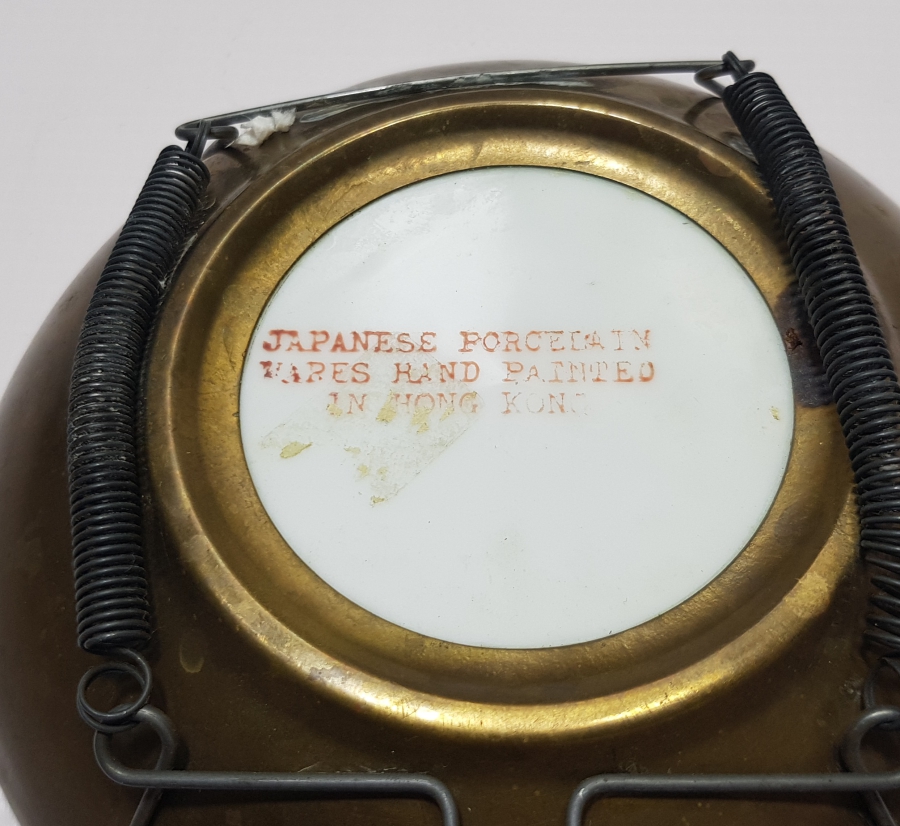 JAPANESE PORCELAIN
WARES HAND PAINTED
IN HONG KONG